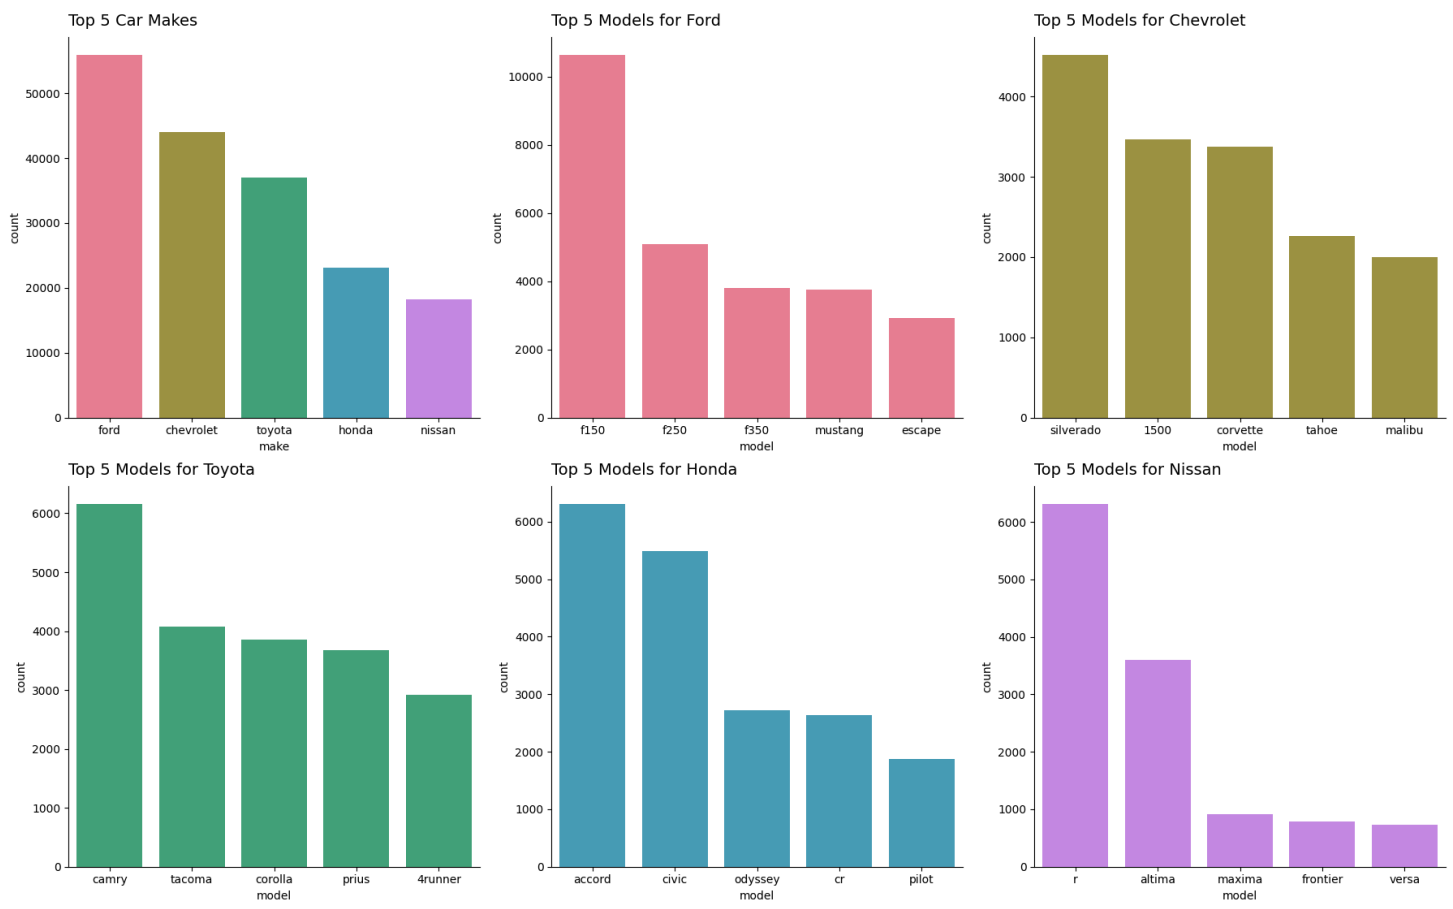 Top 5 Car Makes
count
50000
40000
30000
20000
10000
0
ford chevrolet toyota honda nissan
make
Top 5 Models for Ford
count
10000
8000
6000
4000
2000
0
f150 f250 f350 mustang escape
model
Top 5 Models for Chevrolet
count
4000
3000
2000
1000
0
silverado 1500 corvette tahoe malibu
model
Top 5 Models for Toyota
count
6000
5000
4000
3000
2000
1000
0
camry tacoma corolla prius 4runner
model
Top 5 Models for Honda
count
6000
5000
4000
3000
2000
1000
0
accord civic odyssey cr pilot
model
Top 5 Models for Nissan
count
6000
5000
4000
3000
2000
1000
0
r altima maxima frontier versa
model